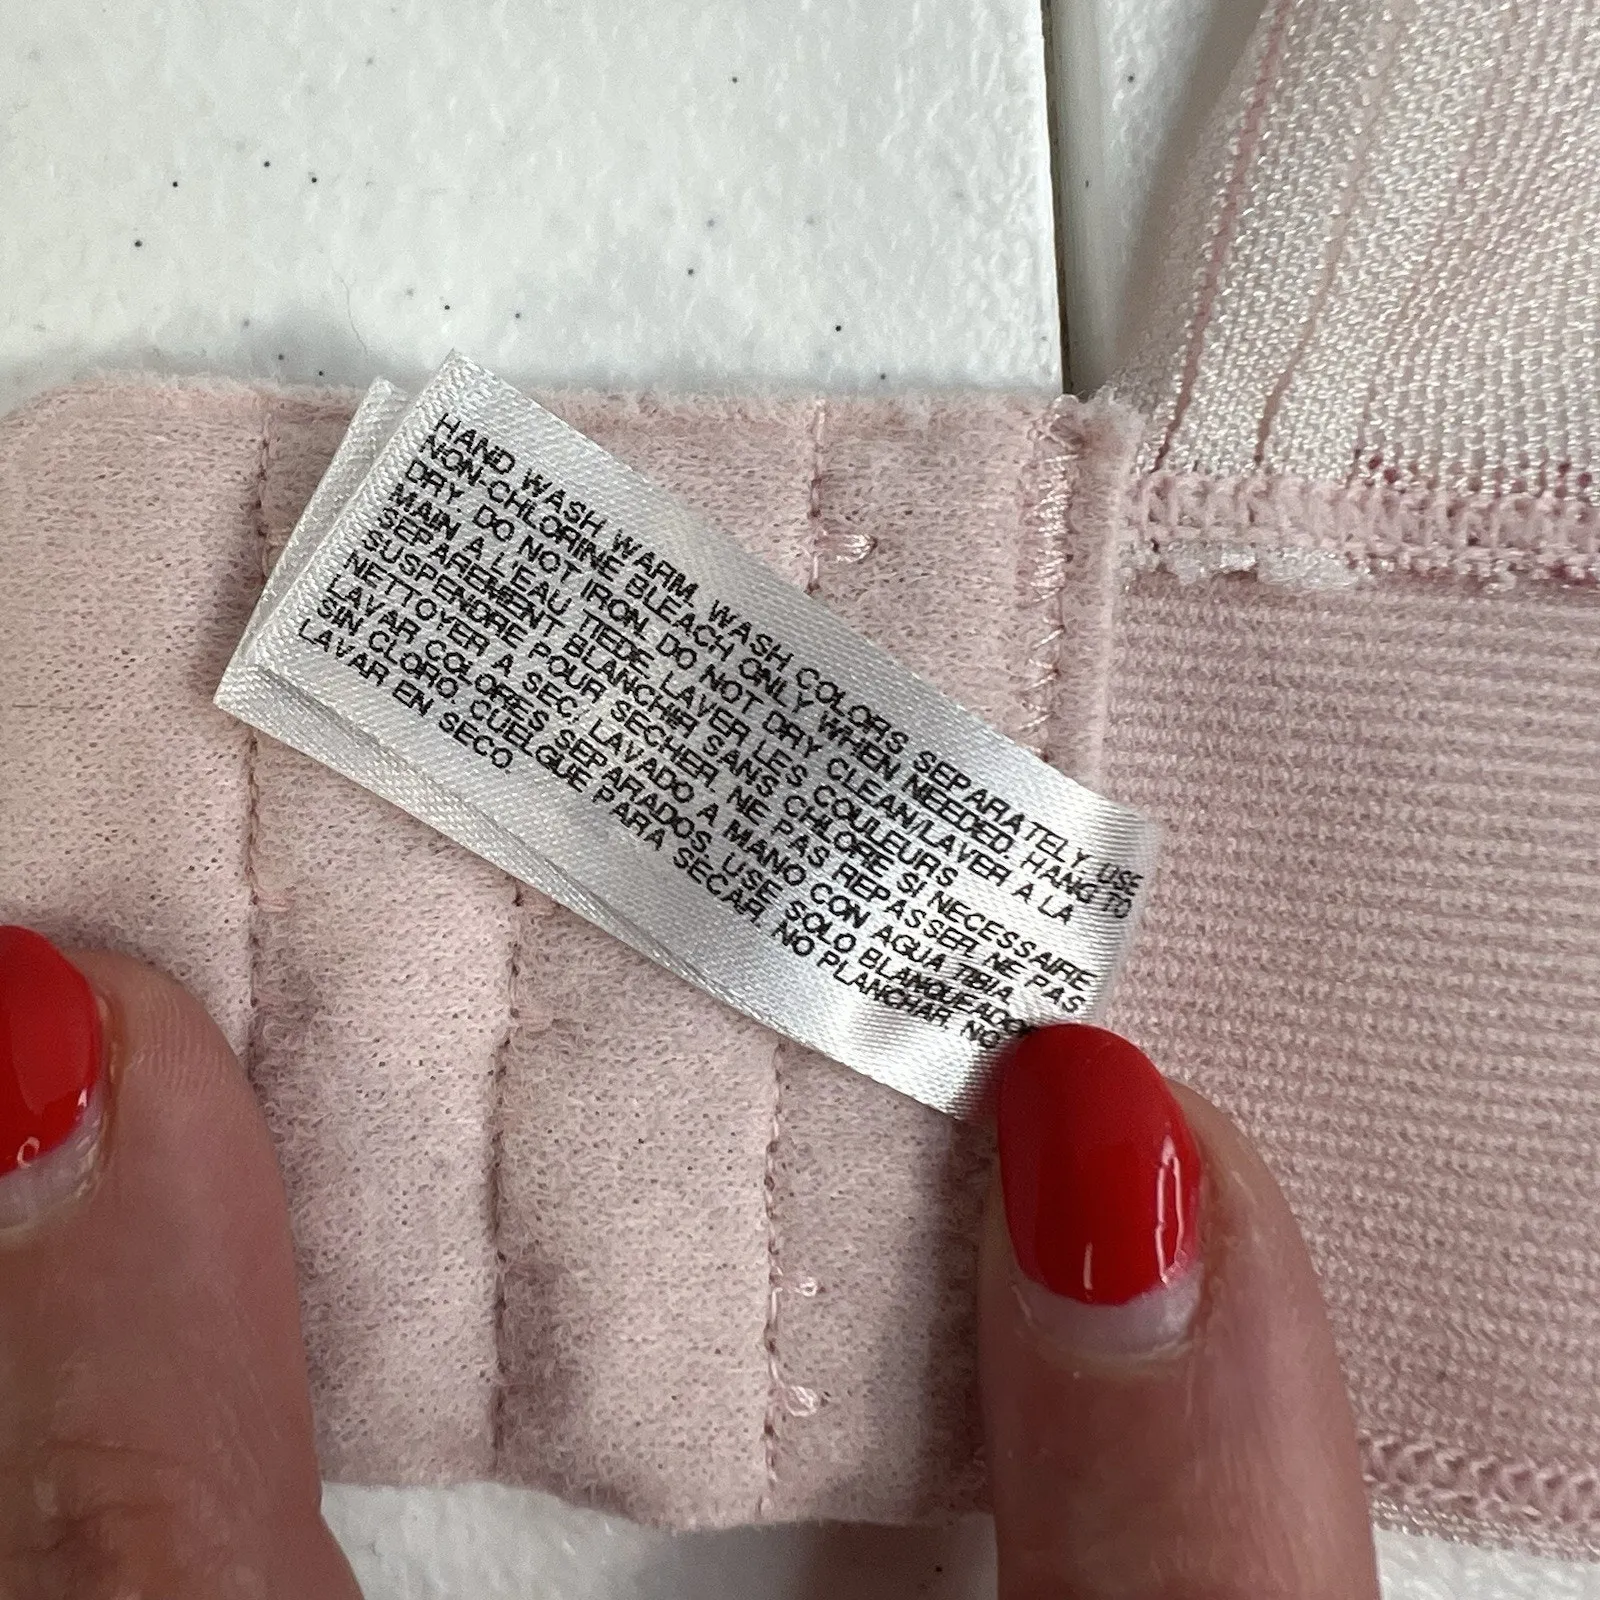 HAND WASH WARM. WASH COLORS SEPARATELY. USE
NON-CHLORINE BLEACH ONLY WHEN NEEDED. HANG TO
DRY. DO NOT IRON. DO NOT DRY CLEAN/LAVER A LA
MAIN A L'EAU TIEDE. LAVER LES COULEURS
SEPAREMENT BLANCHIR SANS CHLORE SI NECESSAIRE
SUSPENDRE POUR SECHER. NE PAS REPASSER. NE PAS
NETTOYER A SEC. LAVADO A MANO CON AGUA TIBIA.
LAVAR COLORES SEPARADOS. USE SOLO BLANQUEADOR
SIN CLORO. CUELGUE PARA SECAR. NO PLANCHAR. NO
LAVAR EN SECO.